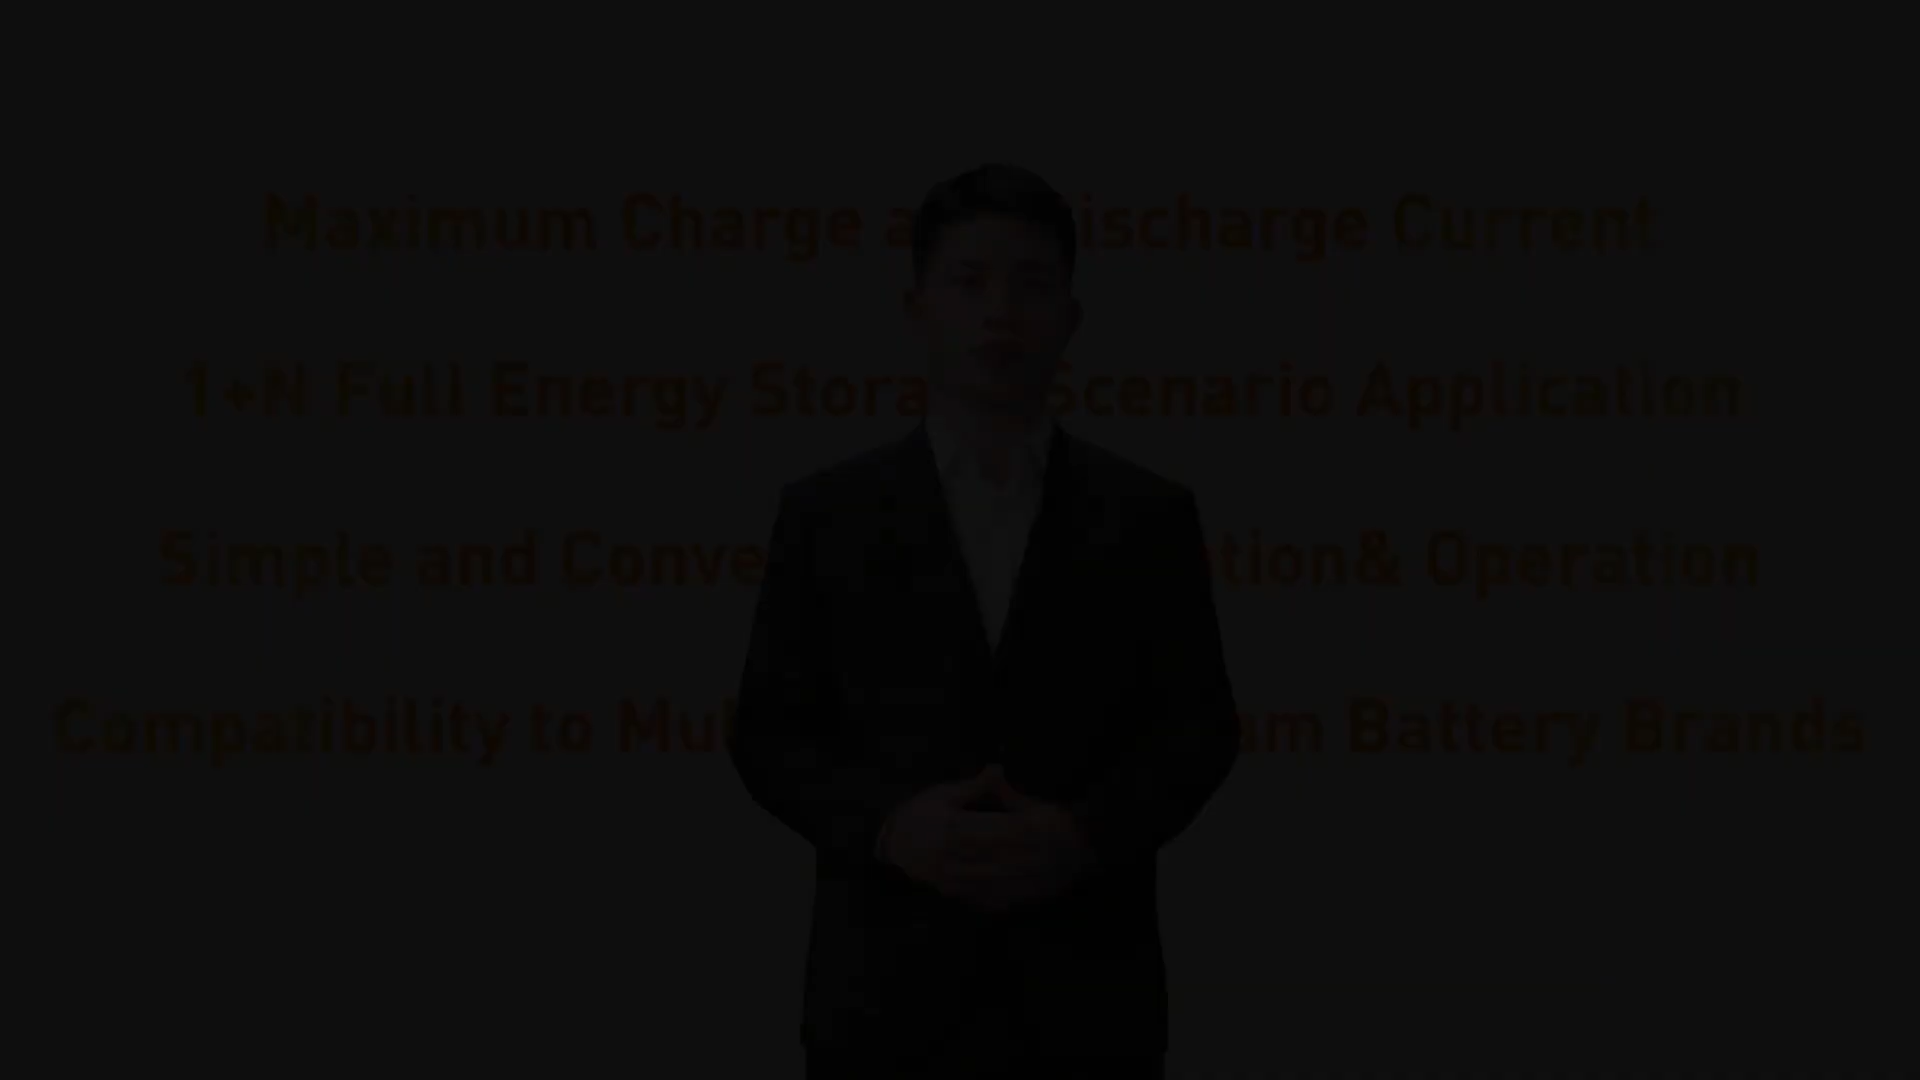 Maximum Charge a ischarge Current
1+N Full Energy Stora Scenario Application
Simple and Conve tion& Operation
Compatibility to Mul am Battery Brands